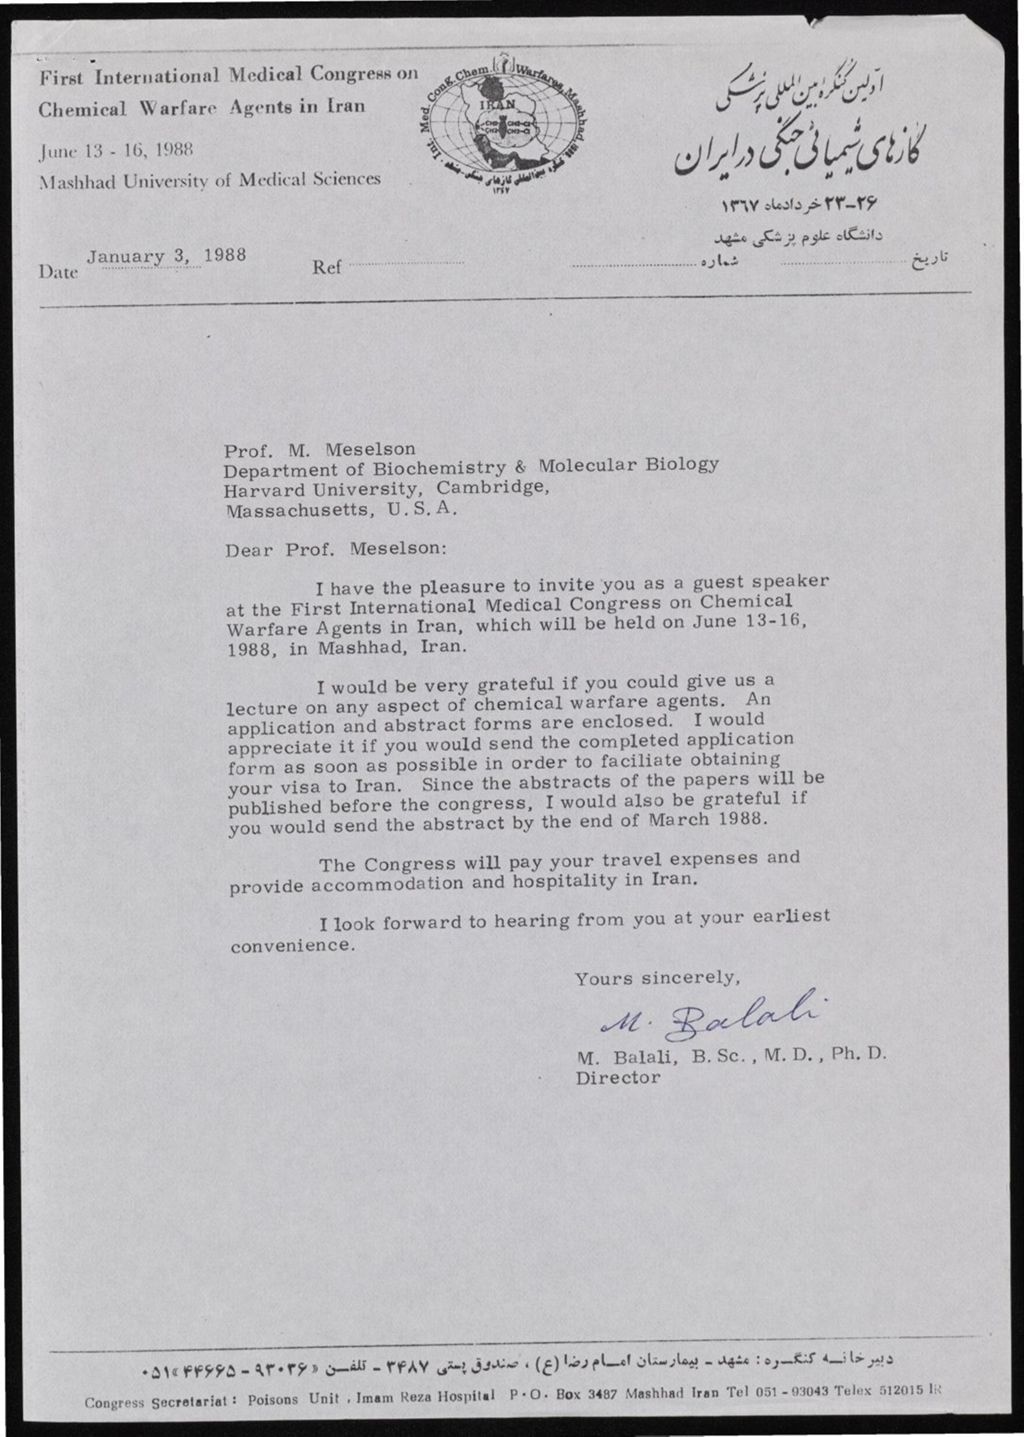 First International Medical Congress on
Chemical Warfare Agents in Iran
June 13 - 16, 1988
Mashhad University of Medical Sciences
Int. Med. Cong. Chem. Warfare, Mashhad, 1988
IRAN
۱۳۶۷
اولین کنگره بین المللی پزشکی
گازهای شیمیائی جنگی در ایران
۲۳-۲۶ خردادماه ۱۳۶۷
دانشگاه علوم پزشکی مشهد
Date January 3, 1988 Ref
تاریخ شماره
Prof. M. Meselson
Department of Biochemistry & Molecular Biology
Harvard University, Cambridge,
Massachusetts, U.S.A.
Dear Prof. Meselson:
I have the pleasure to invite you as a guest speaker
at the First International Medical Congress on Chemical
Warfare Agents in Iran, which will be held on June 13-16,
1988, in Mashhad, Iran.
I would be very grateful if you could give us a
lecture on any aspect of chemical warfare agents. An
application and abstract forms are enclosed. I would
appreciate it if you would send the completed application
form as soon as possible in order to faciliate obtaining
your visa to Iran. Since the abstracts of the papers will be
published before the congress, I would also be grateful if
you would send the abstract by the end of March 1988.
The Congress will pay your travel expenses and
provide accommodation and hospitality in Iran.
I look forward to hearing from you at your earliest
convenience.
Yours sincerely,
M. Balali
M. Balali, B.Sc., M.D., Ph.D.
Director
دبیرخانه کنگره : مشهد - بیمارستان امام رضا (ع) ، صندوق پستی ۳۴۸۷ - تلفن «۹۳۰۳۶ - ۴۴۶۶۵» ۰۵۱
Congress Secretariat : Poisons Unit , Imam Reza Hospital P.O. Box 3487 Mashhad Iran Tel 051 - 93043 Telex 512015 IR